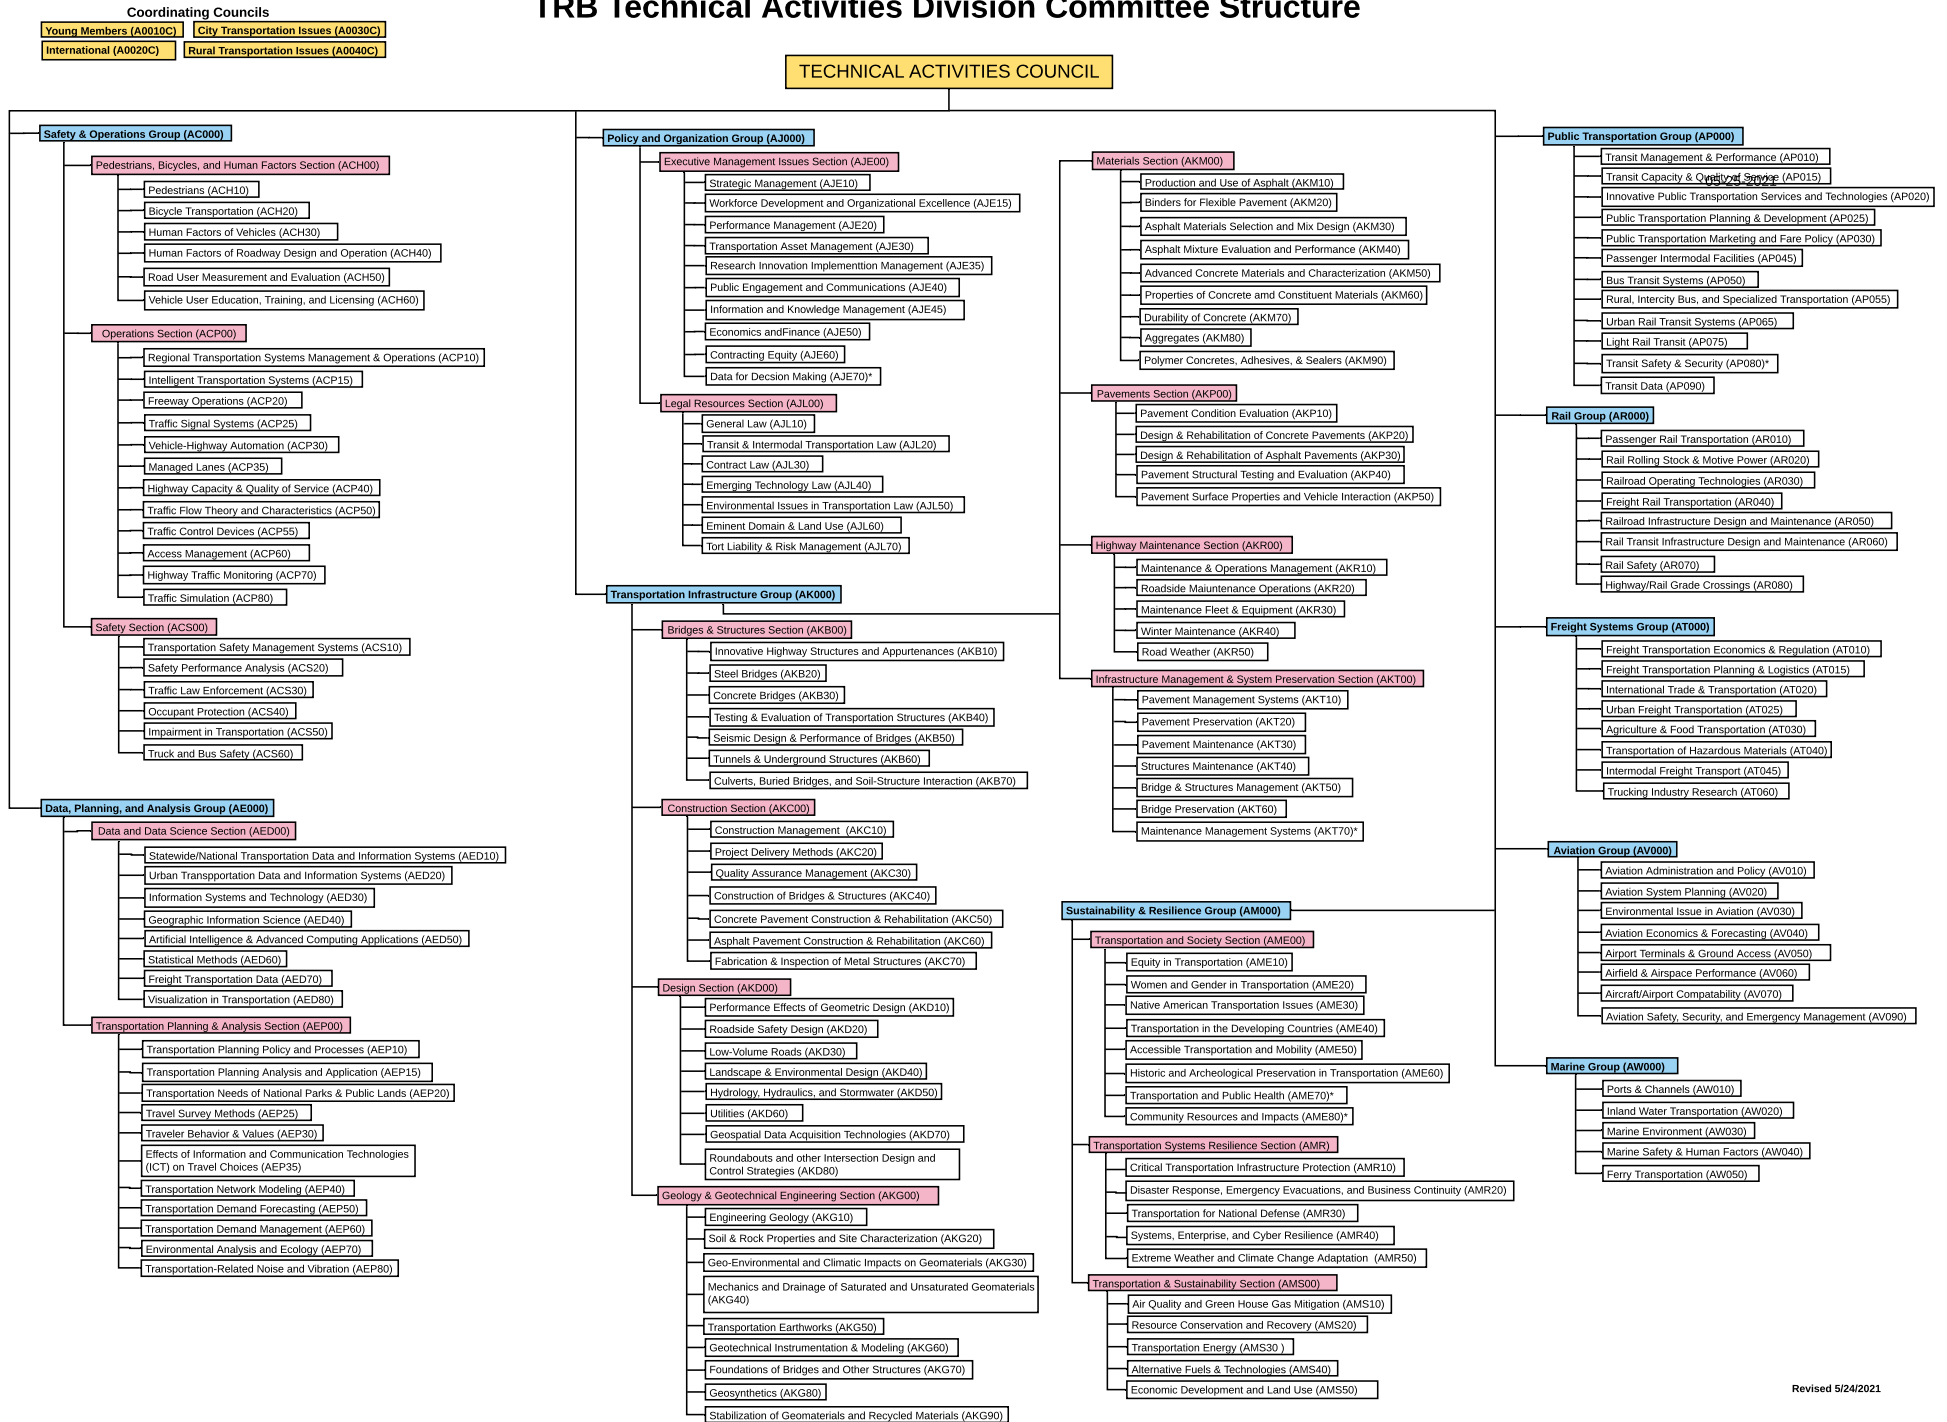 TRB Technical Activities Division Committee Structure
Coordinating Councils
Young Members (A0010C)
City Transportation Issues (A0030C)
International (A0020C)
Rural Transportation Issues (A0040C)
TECHNICAL ACTIVITIES COUNCIL
Safety & Operations Group (AC000)
Pedestrians, Bicycles, and Human Factors Section (ACH00)
Pedestrians (ACH10)
Bicycle Transportation (ACH20)
Human Factors of Vehicles (ACH30)
Human Factors of Roadway Design and Operation (ACH40)
Road User Measurement and Evaluation (ACH50)
Vehicle User Education, Training, and Licensing (ACH60)
Operations Section (ACP00)
Regional Transportation Systems Management & Operations (ACP10)
Intelligent Transportation Systems (ACP15)
Freeway Operations (ACP20)
Traffic Signal Systems (ACP25)
Vehicle-Highway Automation (ACP30)
Managed Lanes (ACP35)
Highway Capacity & Quality of Service (ACP40)
Traffic Flow Theory and Characteristics (ACP50)
Traffic Control Devices (ACP55)
Access Management (ACP60)
Highway Traffic Monitoring (ACP70)
Traffic Simulation (ACP80)
Safety Section (ACS00)
Transportation Safety Management Systems (ACS10)
Safety Performance Analysis (ACS20)
Traffic Law Enforcement (ACS30)
Occupant Protection (ACS40)
Impairment in Transportation (ACS50)
Truck and Bus Safety (ACS60)
Data, Planning, and Analysis Group (AE000)
Data and Data Science Section (AED00)
Statewide/National Transportation Data and Information Systems (AED10)
Urban Transpportation Data and Information Systems (AED20)
Information Systems and Technology (AED30)
Geographic Information Science (AED40)
Artificial Intelligence & Advanced Computing Applications (AED50)
Statistical Methods (AED60)
Freight Transportation Data (AED70)
Visualization in Transportation (AED80)
Transportation Planning & Analysis Section (AEP00)
Transportation Planning Policy and Processes (AEP10)
Transportation Planning Analysis and Application (AEP15)
Transportation Needs of National Parks & Public Lands (AEP20)
Travel Survey Methods (AEP25)
Traveler Behavior & Values (AEP30)
Effects of Information and Communication Technologies
(ICT) on Travel Choices (AEP35)
Transportation Network Modeling (AEP40)
Transportation Demand Forecasting (AEP50)
Transportation Demand Management (AEP60)
Environmental Analysis and Ecology (AEP70)
Transportation-Related Noise and Vibration (AEP80)
Policy and Organization Group (AJ000)
Executive Management Issues Section (AJE00)
Strategic Management (AJE10)
Workforce Development and Organizational Excellence (AJE15)
Performance Management (AJE20)
Transportation Asset Management (AJE30)
Research Innovation Implementtion Management (AJE35)
Public Engagement and Communications (AJE40)
Information and Knowledge Management (AJE45)
Economics andFinance (AJE50)
Contracting Equity (AJE60)
Data for Decsion Making (AJE70)*
Legal Resources Section (AJL00)
General Law (AJL10)
Transit & Intermodal Transportation Law (AJL20)
Contract Law (AJL30)
Emerging Technology Law (AJL40)
Environmental Issues in Transportation Law (AJL50)
Eminent Domain & Land Use (AJL60)
Tort Liability & Risk Management (AJL70)
Transportation Infrastructure Group (AK000)
Bridges & Structures Section (AKB00)
Innovative Highway Structures and Appurtenances (AKB10)
Steel Bridges (AKB20)
Concrete Bridges (AKB30)
Testing & Evaluation of Transportation Structures (AKB40)
Seismic Design & Performance of Bridges (AKB50)
Tunnels & Underground Structures (AKB60)
Culverts, Buried Bridges, and Soil-Structure Interaction (AKB70)
Construction Section (AKC00)
Construction Management (AKC10)
Project Delivery Methods (AKC20)
Quality Assurance Management (AKC30)
Construction of Bridges & Structures (AKC40)
Concrete Pavement Construction & Rehabilitation (AKC50)
Asphalt Pavement Construction & Rehabilitation (AKC60)
Fabrication & Inspection of Metal Structures (AKC70)
Design Section (AKD00)
Performance Effects of Geometric Design (AKD10)
Roadside Safety Design (AKD20)
Low-Volume Roads (AKD30)
Landscape & Environmental Design (AKD40)
Hydrology, Hydraulics, and Stormwater (AKD50)
Utilities (AKD60)
Geospatial Data Acquisition Technologies (AKD70)
Roundabouts and other Intersection Design and
Control Strategies (AKD80)
Geology & Geotechnical Engineering Section (AKG00)
Engineering Geology (AKG10)
Soil & Rock Properties and Site Characterization (AKG20)
Geo-Environmental and Climatic Impacts on Geomaterials (AKG30)
Mechanics and Drainage of Saturated and Unsaturated Geomaterials
(AKG40)
Transportation Earthworks (AKG50)
Geotechnical Instrumentation & Modeling (AKG60)
Foundations of Bridges and Other Structures (AKG70)
Geosynthetics (AKG80)
Stabilization of Geomaterials and Recycled Materials (AKG90)
Materials Section (AKM00)
Production and Use of Asphalt (AKM10)
Binders for Flexible Pavement (AKM20)
Asphalt Materials Selection and Mix Design (AKM30)
Asphalt Mixture Evaluation and Performance (AKM40)
Advanced Concrete Materials and Characterization (AKM50)
Properties of Concrete amd Constituent Materials (AKM60)
Durability of Concrete (AKM70)
Aggregates (AKM80)
Polymer Concretes, Adhesives, & Sealers (AKM90)
Pavements Section (AKP00)
Pavement Condition Evaluation (AKP10)
Design & Rehabilitation of Concrete Pavements (AKP20)
Design & Rehabilitation of Asphalt Pavements (AKP30)
Pavement Structural Testing and Evaluation (AKP40)
Pavement Surface Properties and Vehicle Interaction (AKP50)
Highway Maintenance Section (AKR00)
Maintenance & Operations Management (AKR10)
Roadside Maiuntenance Operations (AKR20)
Maintenance Fleet & Equipment (AKR30)
Winter Maintenance (AKR40)
Road Weather (AKR50)
Infrastructure Management & System Preservation Section (AKT00)
Pavement Management Systems (AKT10)
Pavement Preservation (AKT20)
Pavement Maintenance (AKT30)
Structures Maintenance (AKT40)
Bridge & Structures Management (AKT50)
Bridge Preservation (AKT60)
Maintenance Management Systems (AKT70)*
Sustainability & Resilience Group (AM000)
Transportation and Society Section (AME00)
Equity in Transportation (AME10)
Women and Gender in Transportation (AME20)
Native American Transportation Issues (AME30)
Transportation in the Developing Countries (AME40)
Accessible Transportation and Mobility (AME50)
Historic and Archeological Preservation in Transportation (AME60)
Transportation and Public Health (AME70)*
Community Resources and Impacts (AME80)*
Transportation Systems Resilience Section (AMR)
Critical Transportation Infrastructure Protection (AMR10)
Disaster Response, Emergency Evacuations, and Business Continuity (AMR20)
Transportation for National Defense (AMR30)
Systems, Enterprise, and Cyber Resilience (AMR40)
Extreme Weather and Climate Change Adaptation (AMR50)
Transportation & Sustainability Section (AMS00)
Air Quality and Green House Gas Mitigation (AMS10)
Resource Conservation and Recovery (AMS20)
Transportation Energy (AMS30 )
Alternative Fuels & Technologies (AMS40)
Economic Development and Land Use (AMS50)
Public Transportation Group (AP000)
Transit Management & Performance (AP010)
Transit Capacity & Quality of Service (AP015)
05-25-2021
Innovative Public Transportation Services and Technologies (AP020)
Public Transportation Planning & Development (AP025)
Public Transportation Marketing and Fare Policy (AP030)
Passenger Intermodal Facilities (AP045)
Bus Transit Systems (AP050)
Rural, Intercity Bus, and Specialized Transportation (AP055)
Urban Rail Transit Systems (AP065)
Light Rail Transit (AP075)
Transit Safety & Security (AP080)*
Transit Data (AP090)
Rail Group (AR000)
Passenger Rail Transportation (AR010)
Rail Rolling Stock & Motive Power (AR020)
Railroad Operating Technologies (AR030)
Freight Rail Transportation (AR040)
Railroad Infrastructure Design and Maintenance (AR050)
Rail Transit Infrastructure Design and Maintenance (AR060)
Rail Safety (AR070)
Highway/Rail Grade Crossings (AR080)
Freight Systems Group (AT000)
Freight Transportation Economics & Regulation (AT010)
Freight Transportation Planning & Logistics (AT015)
International Trade & Transportation (AT020)
Urban Freight Transportation (AT025)
Agriculture & Food Transportation (AT030)
Transportation of Hazardous Materials (AT040)
Intermodal Freight Transport (AT045)
Trucking Industry Research (AT060)
Aviation Group (AV000)
Aviation Administration and Policy (AV010)
Aviation System Planning (AV020)
Environmental Issue in Aviation (AV030)
Aviation Economics & Forecasting (AV040)
Airport Terminals & Ground Access (AV050)
Airfield & Airspace Performance (AV060)
Aircraft/Airport Compatability (AV070)
Aviation Safety, Security, and Emergency Management (AV090)
Marine Group (AW000)
Ports & Channels (AW010)
Inland Water Transportation (AW020)
Marine Environment (AW030)
Marine Safety & Human Factors (AW040)
Ferry Transportation (AW050)
Revised 5/24/2021